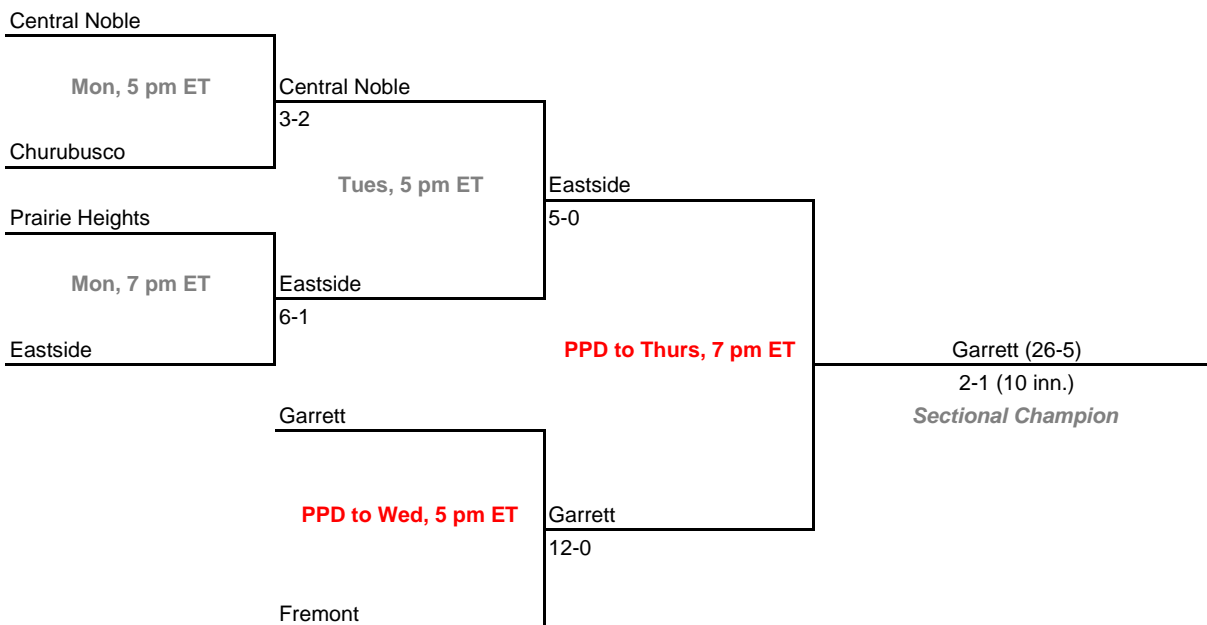 Central Noble
Mon, 5 pm ET
Central Noble
3-2
Churubusco
Tues, 5 pm ET
Eastside
5-0
Prairie Heights
Mon, 7 pm ET
Eastside
6-1
Eastside
PPD to Thurs, 7 pm ET
Garrett (26-5)
2-1 (10 inn.)
Sectional Champion
Garrett
PPD to Wed, 5 pm ET
Garrett
12-0
Fremont